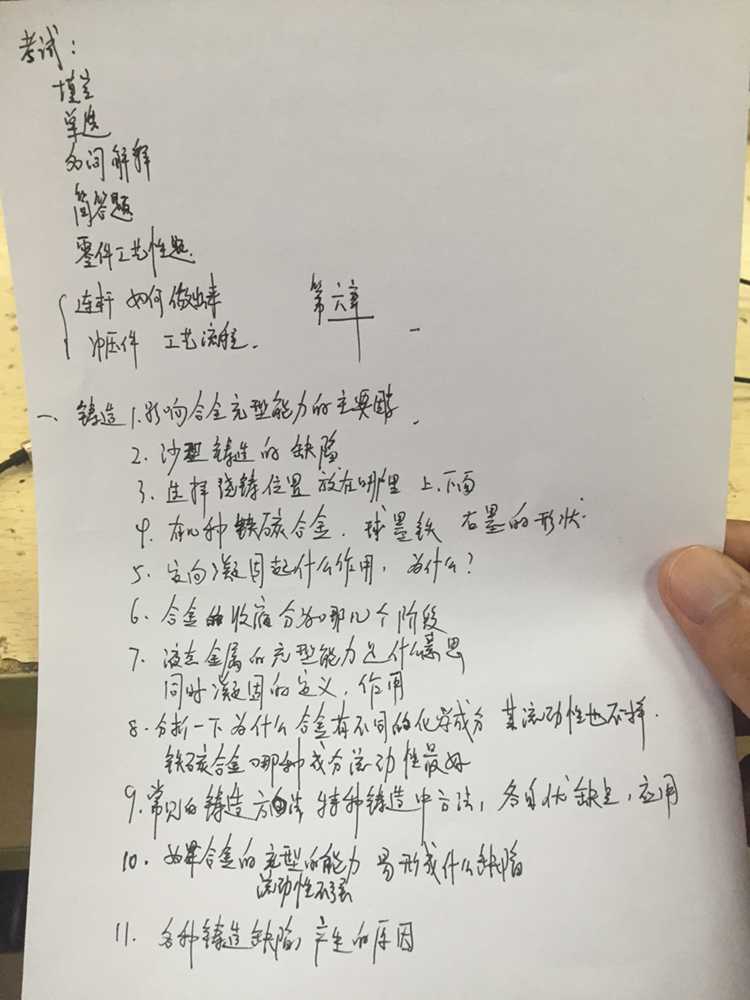 考试：
填空
单选
名词解释
简答题
零件工艺性题.
连杆 如何做出来
第六章
冲压件 工艺流程.
一、铸造 1.影响合金充型能力的主要因素
2. 沙型铸造的缺陷
3. 选择浇铸位置放在哪里 上、下面
4. 有几种铁碳合金. 球墨铁 石墨的形状.
5. 定向凝固起什么作用, 为什么?
6. 合金的收缩分为哪几个阶段
7. 液态金属的充型能力是什么意思
同时凝固的定义, 作用
8. 分析一下为什么合金有不同的化学成分 其流动性也不一样.
铁碳合金哪种成分流动性最好
9. 常见的铸造方法 特种铸造中方法, 各自优缺点, 应用
10. 如果合金的充型的能力 易形成什么缺陷
流动性不强
11. 各种铸造缺陷产生的原因